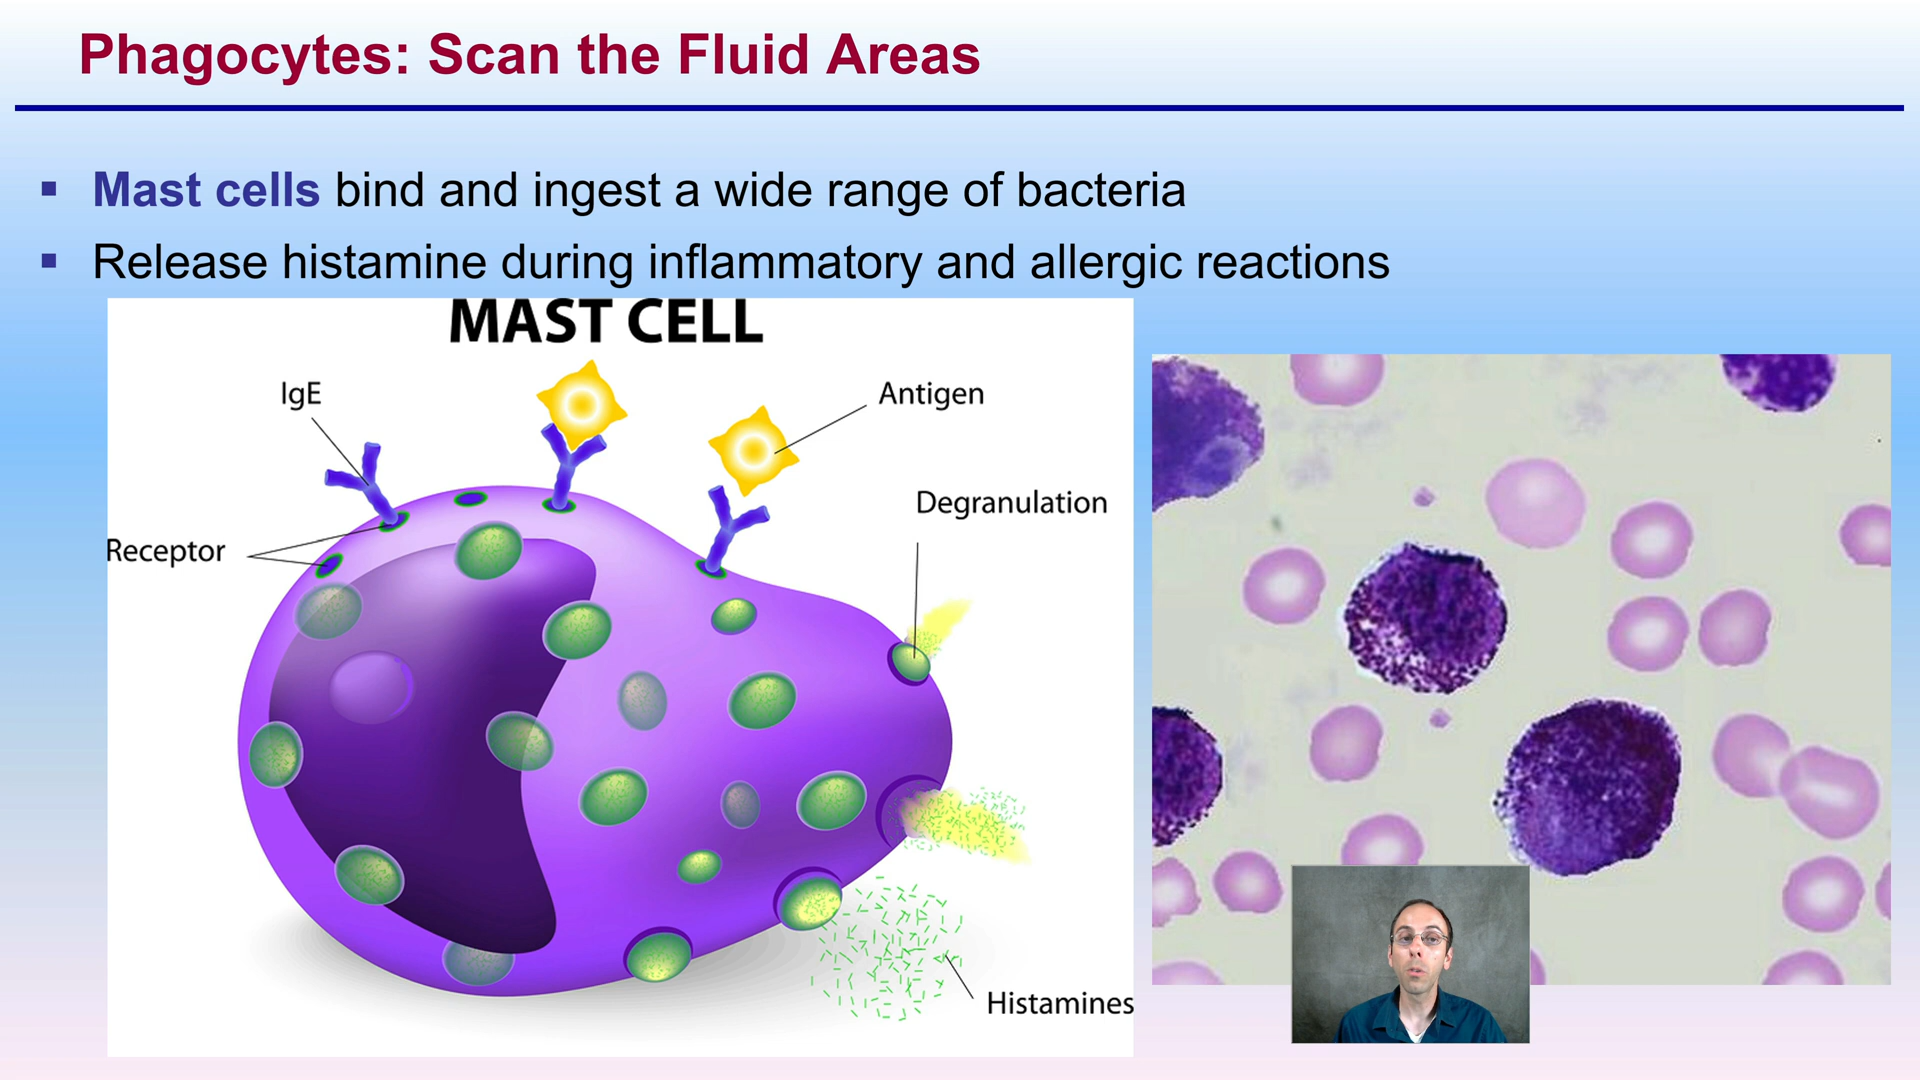 Phagocytes: Scan the Fluid Areas
Mast cells bind and ingest a wide range of bacteria
Release histamine during inflammatory and allergic reactions
MAST CELL
IgE
Antigen
Degranulation
Receptor
Histamines